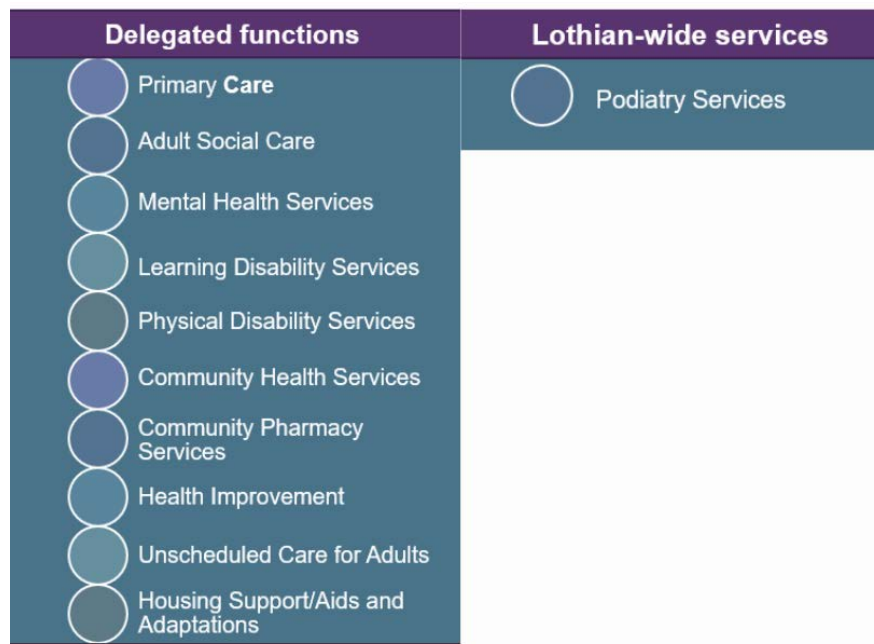 Delegated functions
Primary Care
Adult Social Care
Mental Health Services
Learning Disability Services
Physical Disability Services
Community Health Services
Community Pharmacy
Services
Health Improvement
Unscheduled Care for Adults
Housing Support/Aids and
Adaptations
Lothian-wide services
Podiatry Services